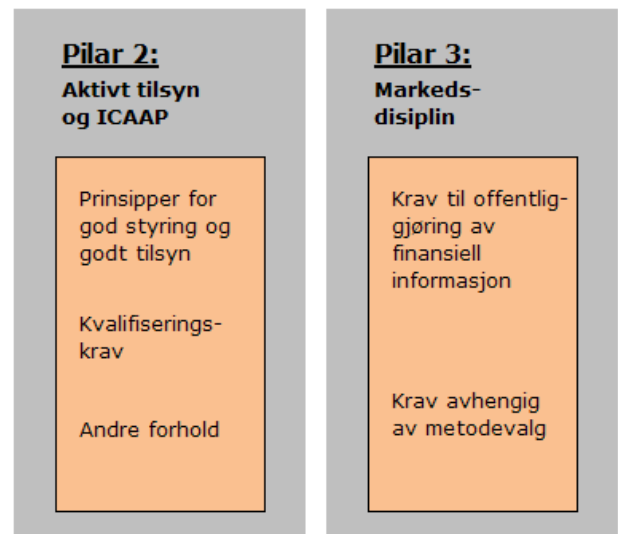 Pilar 2:
Aktivt tilsyn
og ICAAP
Prinsipper for
god styring og
godt tilsyn
Kvalifiserings-
krav
Andre forhold
Pilar 3:
Markeds-
disiplin
Krav til offentlig-
gjøring av
finansiell
informasjon
Krav avhengig
av metodevalg